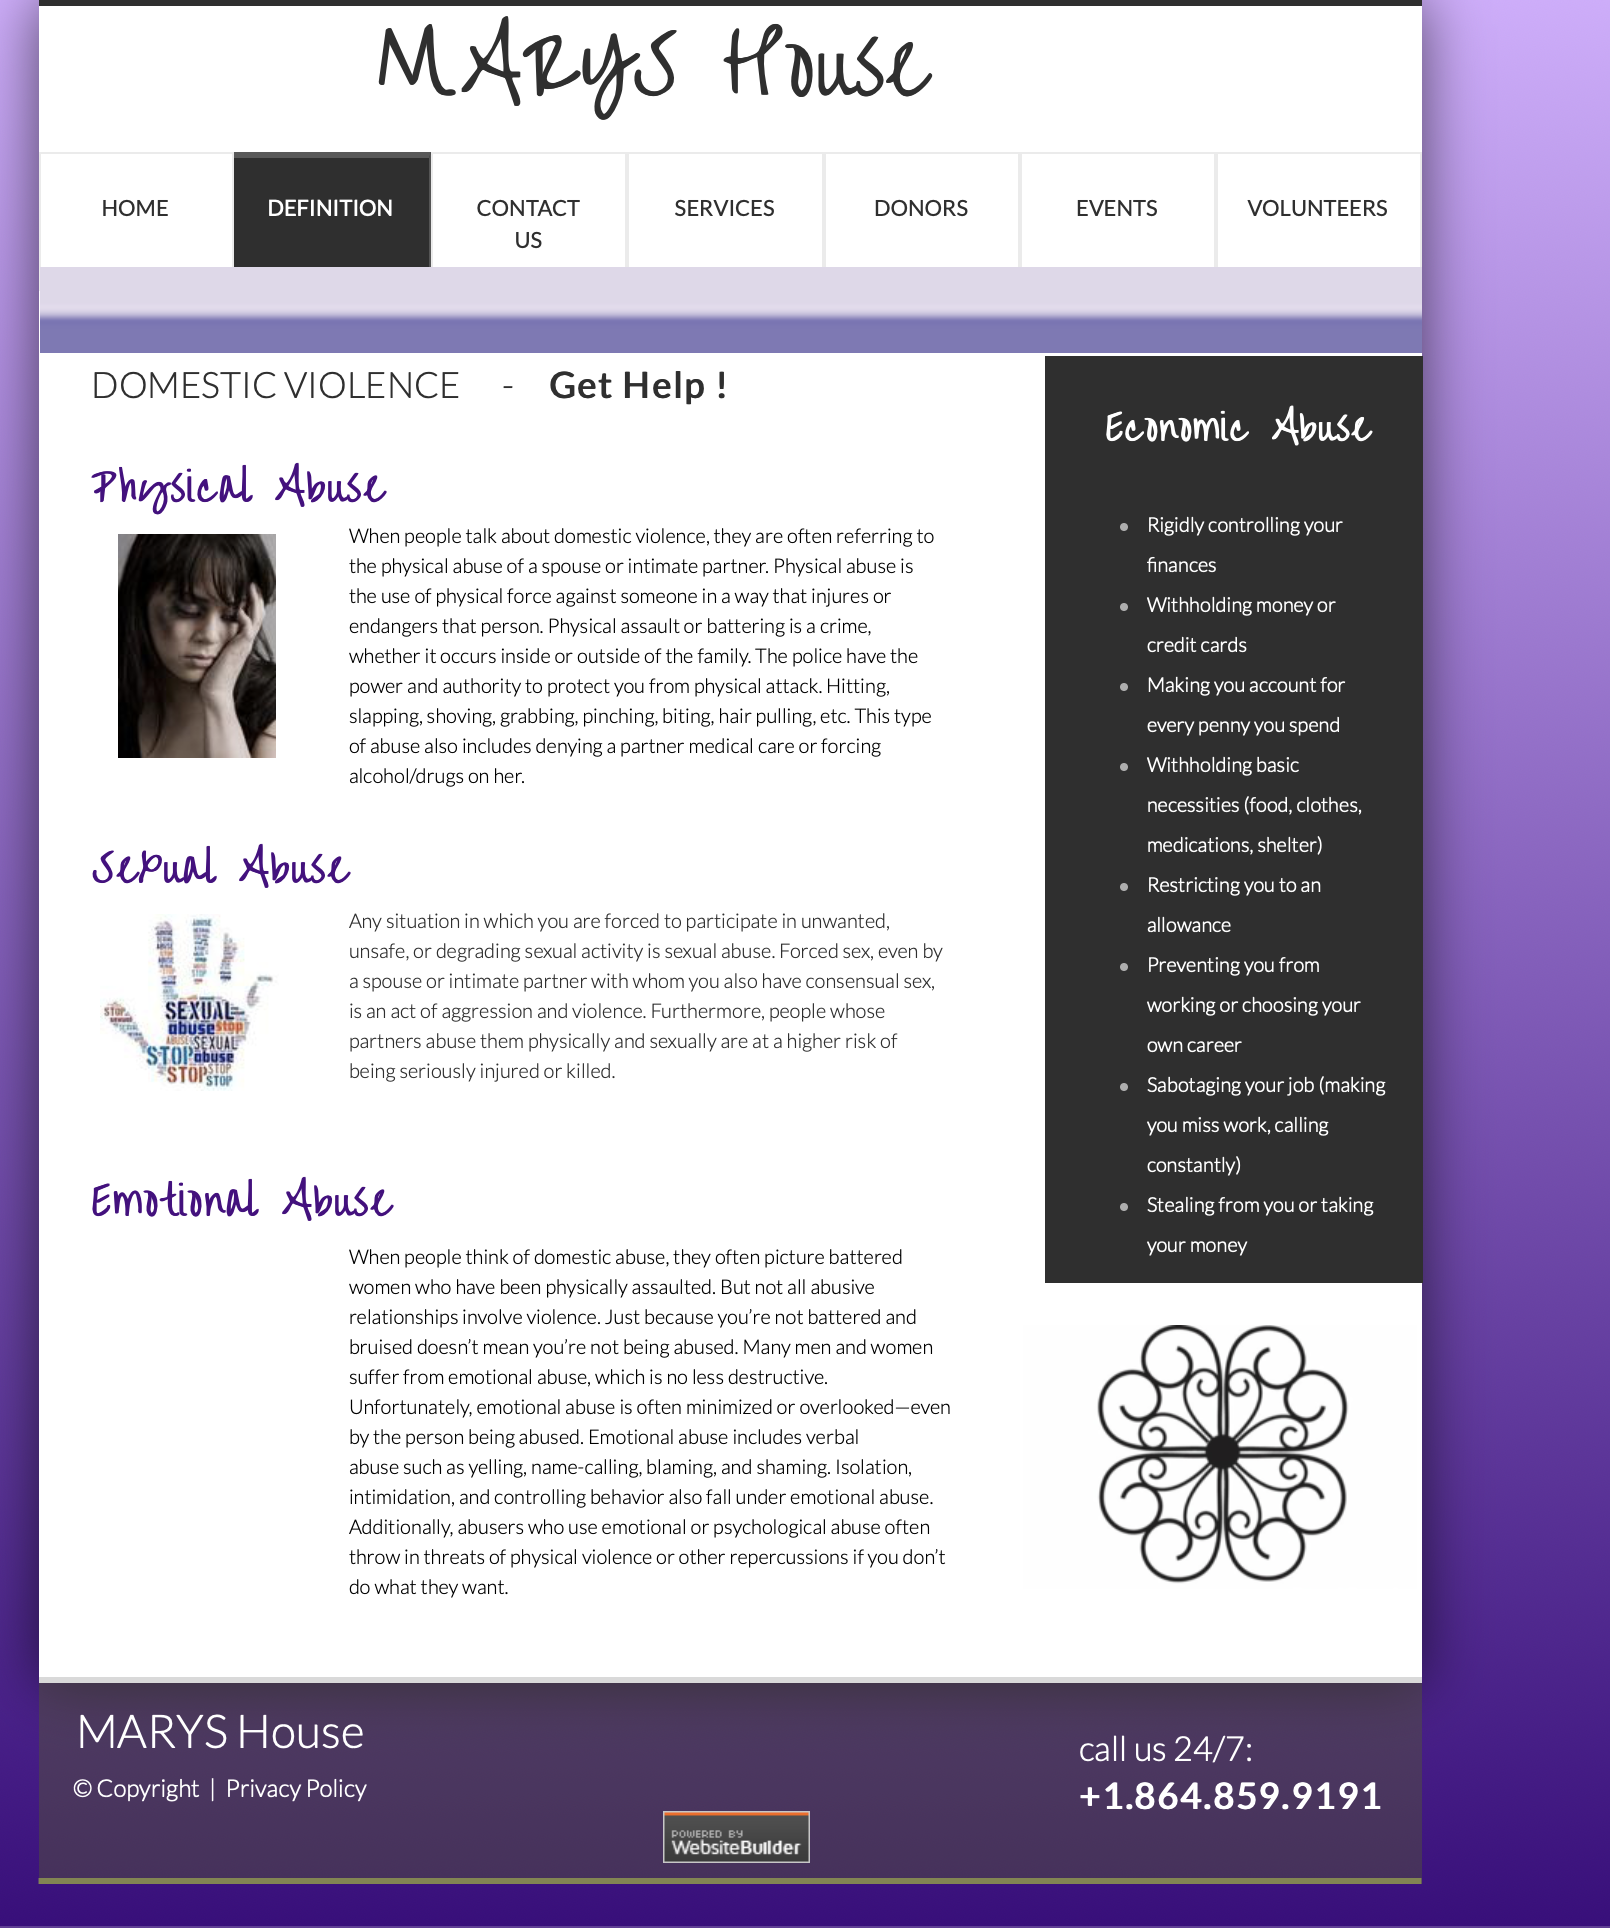 MARYS House
HOME
DEFINITION
CONTACT
US
SERVICES
DONORS
EVENTS
VOLUNTEERS
DOMESTIC VIOLENCE - Get Help !
Physical Abuse
When people talk about domestic violence, they are often referring to
the physical abuse of a spouse or intimate partner. Physical abuse is
the use of physical force against someone in a way that injures or
endangers that person. Physical assault or battering is a crime,
whether it occurs inside or outside of the family. The police have the
power and authority to protect you from physical attack. Hitting,
slapping, shoving, grabbing, pinching, biting, hair pulling, etc. This type
of abuse also includes denying a partner medical care or forcing
alcohol/drugs on her.
Sexual Abuse
SEXUAL
abuse stop
SEXUAL
STOP abuse
STOP STOP
STOP
Any situation in which you are forced to participate in unwanted,
unsafe, or degrading sexual activity is sexual abuse. Forced sex, even by
a spouse or intimate partner with whom you also have consensual sex,
is an act of aggression and violence. Furthermore, people whose
partners abuse them physically and sexually are at a higher risk of
being seriously injured or killed.
Emotional Abuse
When people think of domestic abuse, they often picture battered
women who have been physically assaulted. But not all abusive
relationships involve violence. Just because you’re not battered and
bruised doesn’t mean you’re not being abused. Many men and women
suffer from emotional abuse, which is no less destructive.
Unfortunately, emotional abuse is often minimized or overlooked—even
by the person being abused. Emotional abuse includes verbal
abuse such as yelling, name-calling, blaming, and shaming. Isolation,
intimidation, and controlling behavior also fall under emotional abuse.
Additionally, abusers who use emotional or psychological abuse often
throw in threats of physical violence or other repercussions if you don’t
do what they want.
Economic Abuse
Rigidly controlling your
finances
Withholding money or
credit cards
Making you account for
every penny you spend
Withholding basic
necessities (food, clothes,
medications, shelter)
Restricting you to an
allowance
Preventing you from
working or choosing your
own career
Sabotaging your job (making
you miss work, calling
constantly)
Stealing from you or taking
your money
MARYS House
© Copyright | Privacy Policy
POWERED BY
WebsiteBuilder
call us 24/7:
+1.864.859.9191